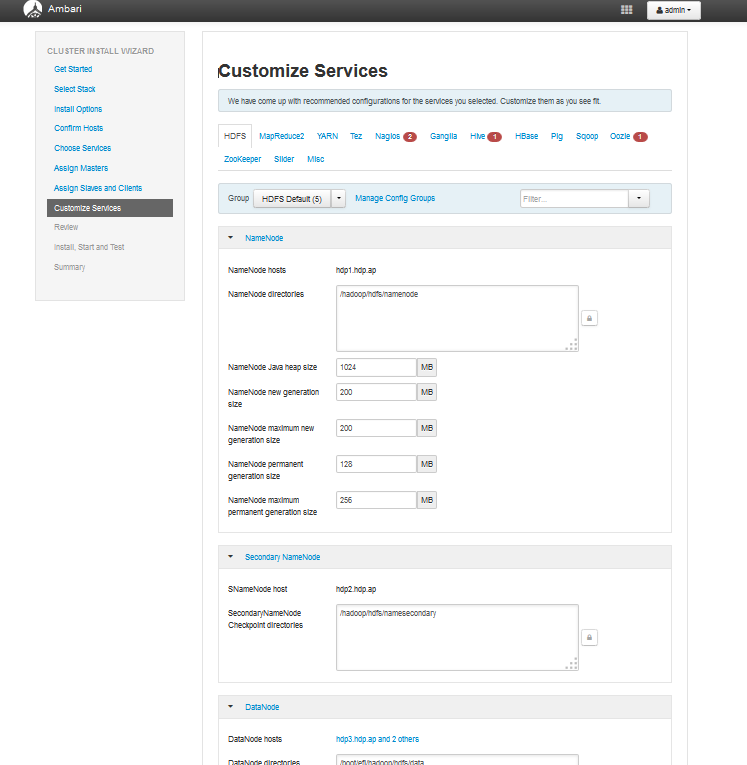 Ambari
admin
CLUSTER INSTALL WIZARD
Get Started
Select Stack
Install Options
Confirm Hosts
Choose Services
Assign Masters
Assign Slaves and Clients
Customize Services
Review
Install, Start and Test
Summary
Customize Services
We have come up with recommended configurations for the services you selected. Customize them as you see fit.
HDFS MapReduce2 YARN Tez Nagios 2 Ganglia Hive 1 HBase Pig Sqoop Oozie 1
ZooKeeper Slider Misc
Group HDFS Default (5) Manage Config Groups Filter...
NameNode
NameNode hosts hdp1.hdp.ap
NameNode directories /hadoop/hdfs/namenode
NameNode Java heap size 1024 MB
NameNode new generation 200 MB
size
NameNode maximum new 200 MB
generation size
NameNode permanent 128 MB
generation size
NameNode maximum 256 MB
permanent generation size
Secondary NameNode
SNameNode host hdp2.hdp.ap
SecondaryNameNode /hadoop/hdfs/namesecondary
Checkpoint directories
DataNode
DataNode hosts hdp3.hdp.ap and 2 others
DataNode directories /boot/efi/hadoop/hdfs/data